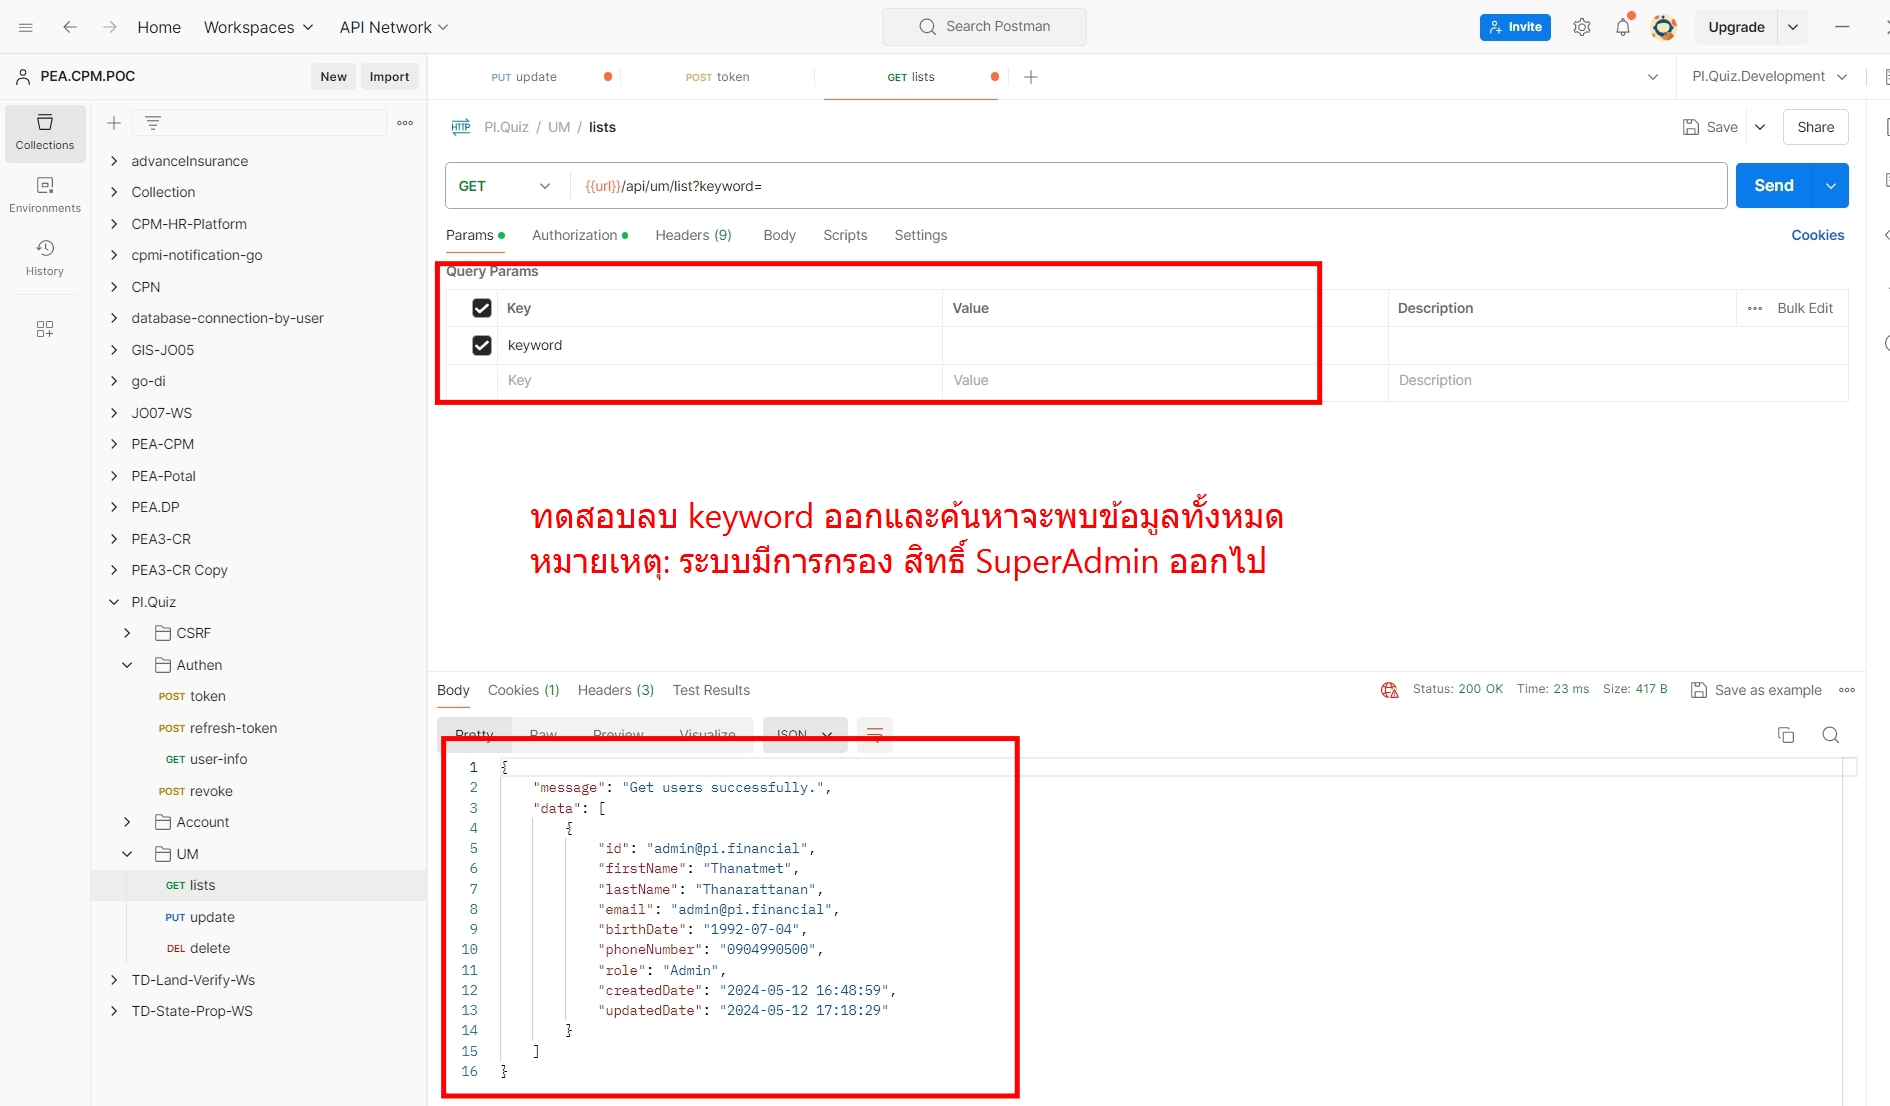 Home Workspaces API Network Search Postman Invite Upgrade
PEA.CPM.POC New Import
PUT update POST token GET lists PI.Quiz.Development
Collections
Environments
History
advanceInsurance
Collection
CPM-HR-Platform
cpmi-notification-go
CPN
database-connection-by-user
GIS-JO05
go-di
JO07-WS
PEA-CPM
PEA-Potal
PEA.DP
PEA3-CR
PEA3-CR Copy
PI.Quiz
CSRF
Authen
POST token
POST refresh-token
GET user-info
POST revoke
Account
UM
GET lists
PUT update
DEL delete
TD-Land-Verify-Ws
TD-State-Prop-WS
HTTP PI.Quiz / UM / lists Save Share
GET {{url}}/api/um/list?keyword= Send
Params Authorization Headers (9) Body Scripts Settings Cookies
Query Params
Key Value Description Bulk Edit
keyword
Key Value Description
ทดสอบลบ keyword ออกและค้นหาจะพบข้อมูลทั้งหมด
หมายเหตุ: ระบบมีการกรอง สิทธิ์ SuperAdmin ออกไป
Body Cookies (1) Headers (3) Test Results Status: 200 OK Time: 23 ms Size: 417 B Save as example
Pretty Raw Preview Visualize JSON
1 {
2 "message": "Get users successfully.",
3 "data": [
4 {
5 "id": "admin@pi.financial",
6 "firstName": "Thanatmet",
7 "lastName": "Thanarattanan",
8 "email": "admin@pi.financial",
9 "birthDate": "1992-07-04",
10 "phoneNumber": "0904990500",
11 "role": "Admin",
12 "createdDate": "2024-05-12 16:48:59",
13 "updatedDate": "2024-05-12 17:18:29"
14 }
15 ]
16 }